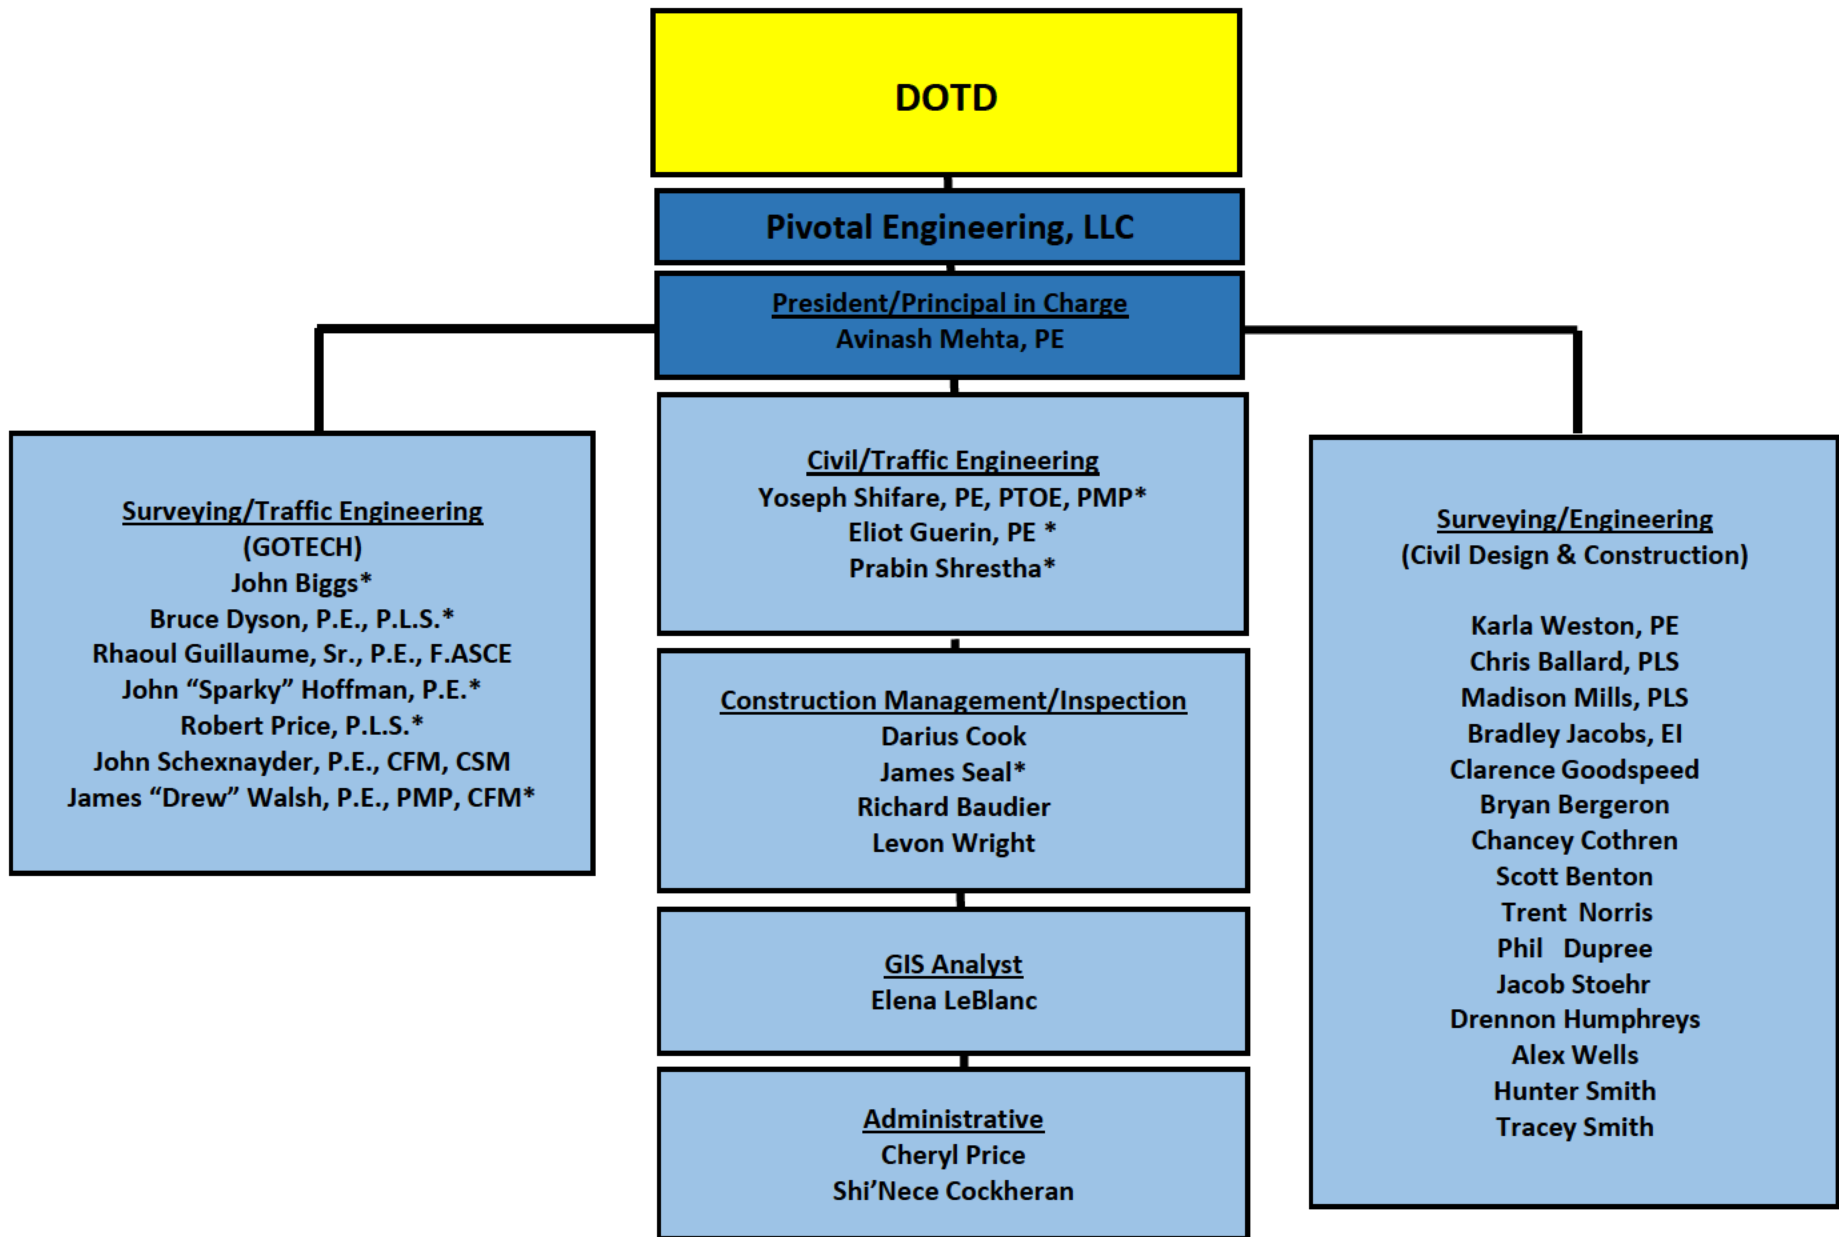 DOTD
Pivotal Engineering, LLC
President/Principal in Charge
Avinash Mehta, PE
Surveying/Traffic Engineering
(GOTECH)
John Biggs*
Bruce Dyson, P.E., P.L.S.*
Rhaoul Guillaume, Sr., P.E., F.ASCE
John “Sparky” Hoffman, P.E.*
Robert Price, P.L.S.*
John Schexnayder, P.E., CFM, CSM
James “Drew” Walsh, P.E., PMP, CFM*
Civil/Traffic Engineering
Yoseph Shifare, PE, PTOE, PMP*
Eliot Guerin, PE *
Prabin Shrestha*
Construction Management/Inspection
Darius Cook
James Seal*
Richard Baudier
Levon Wright
GIS Analyst
Elena LeBlanc
Administrative
Cheryl Price
Shi’Nece Cockheran
Surveying/Engineering
(Civil Design & Construction)
Karla Weston, PE
Chris Ballard, PLS
Madison Mills, PLS
Bradley Jacobs, EI
Clarence Goodspeed
Bryan Bergeron
Chancey Cothren
Scott Benton
Trent Norris
Phil Dupree
Jacob Stoehr
Drennon Humphreys
Alex Wells
Hunter Smith
Tracey Smith